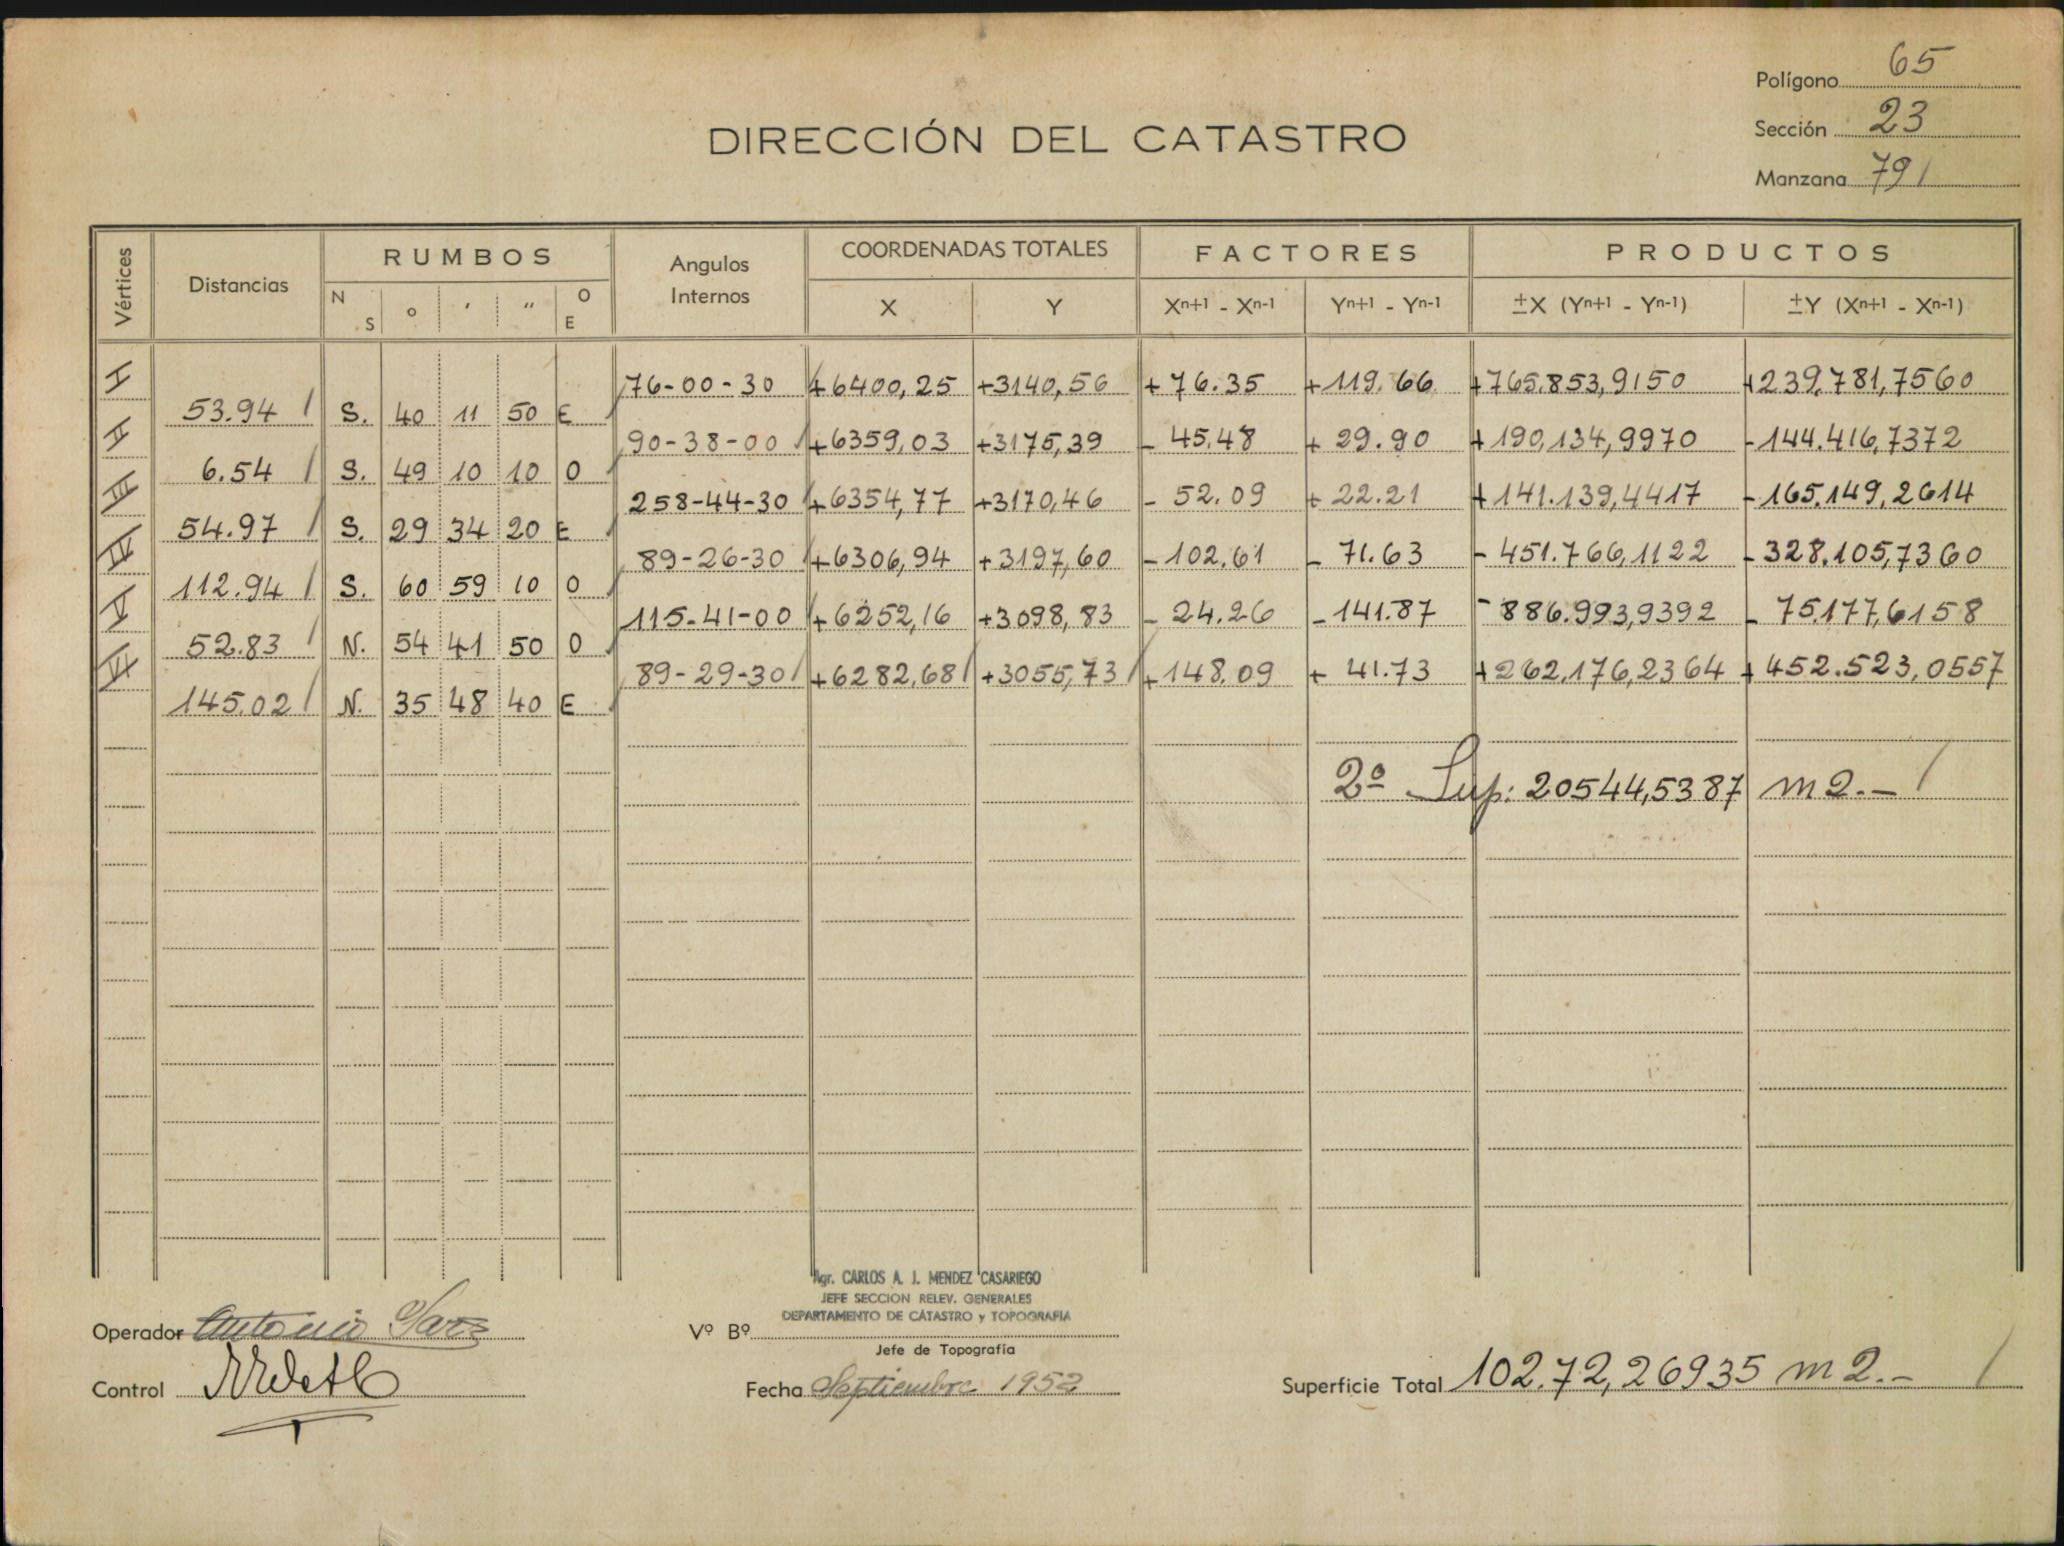 Polígono 65
DIRECCIÓN DEL CATASTRO
Sección 23
Manzana 791
Vértices Distancias RUMBOS Angulos Internos COORDENADAS TOTALES FACTORES PRODUCTOS
N S ° ′ ″ O E X Y Xn+1 - Xn-1 Yn+1 - Yn-1 ±X (Yn+1 - Yn-1) ±Y (Xn+1 - Xn-1)
I 76-00-30 +6400,25 +3140,56 +76.35 +119.66 +765.853,9150 +239.781,7560
53.94 S. 40 11 50 E
II 90-38-00 +6359,03 +3175,39 - 45.48 + 29.90 +190,134,9970 -144.416,7372
6.54 S. 49 10 10 O
III 258-44-30 +6354,77 +3170,46 - 52.09 + 22.21 +141.139,4417 -165.149,2614
54.97 S. 29 34 20 E
IV 89-26-30 +6306,94 +3197,60 -102.61 - 71.63 -451.766,1122 -328.105,7360
112.94 S. 60 59 10 O
V 115-41-00 +6252,16 +3098,83 - 24.26 -141.87 -886.993,9392 - 75.177,6158
52.83 N. 54 41 50 O
VI 89-29-30 +6282,68 +3055,73 +148.09 + 41.73 +262.176,2364 +452.523,0557
145.02 N. 35 48 40 E
2º Sup: 20544,5387 m2.-
Agr. CARLOS A. J. MENDEZ CASARIEGO
JEFE SECCION RELEV. GENERALES
DEPARTAMENTO DE CATASTRO y TOPOGRAFIA
Operador Antonio
Vº Bº
Jefe de Topografía
Control
Fecha Septiembre 1952
Superficie Total 102.72,26935 m2.-